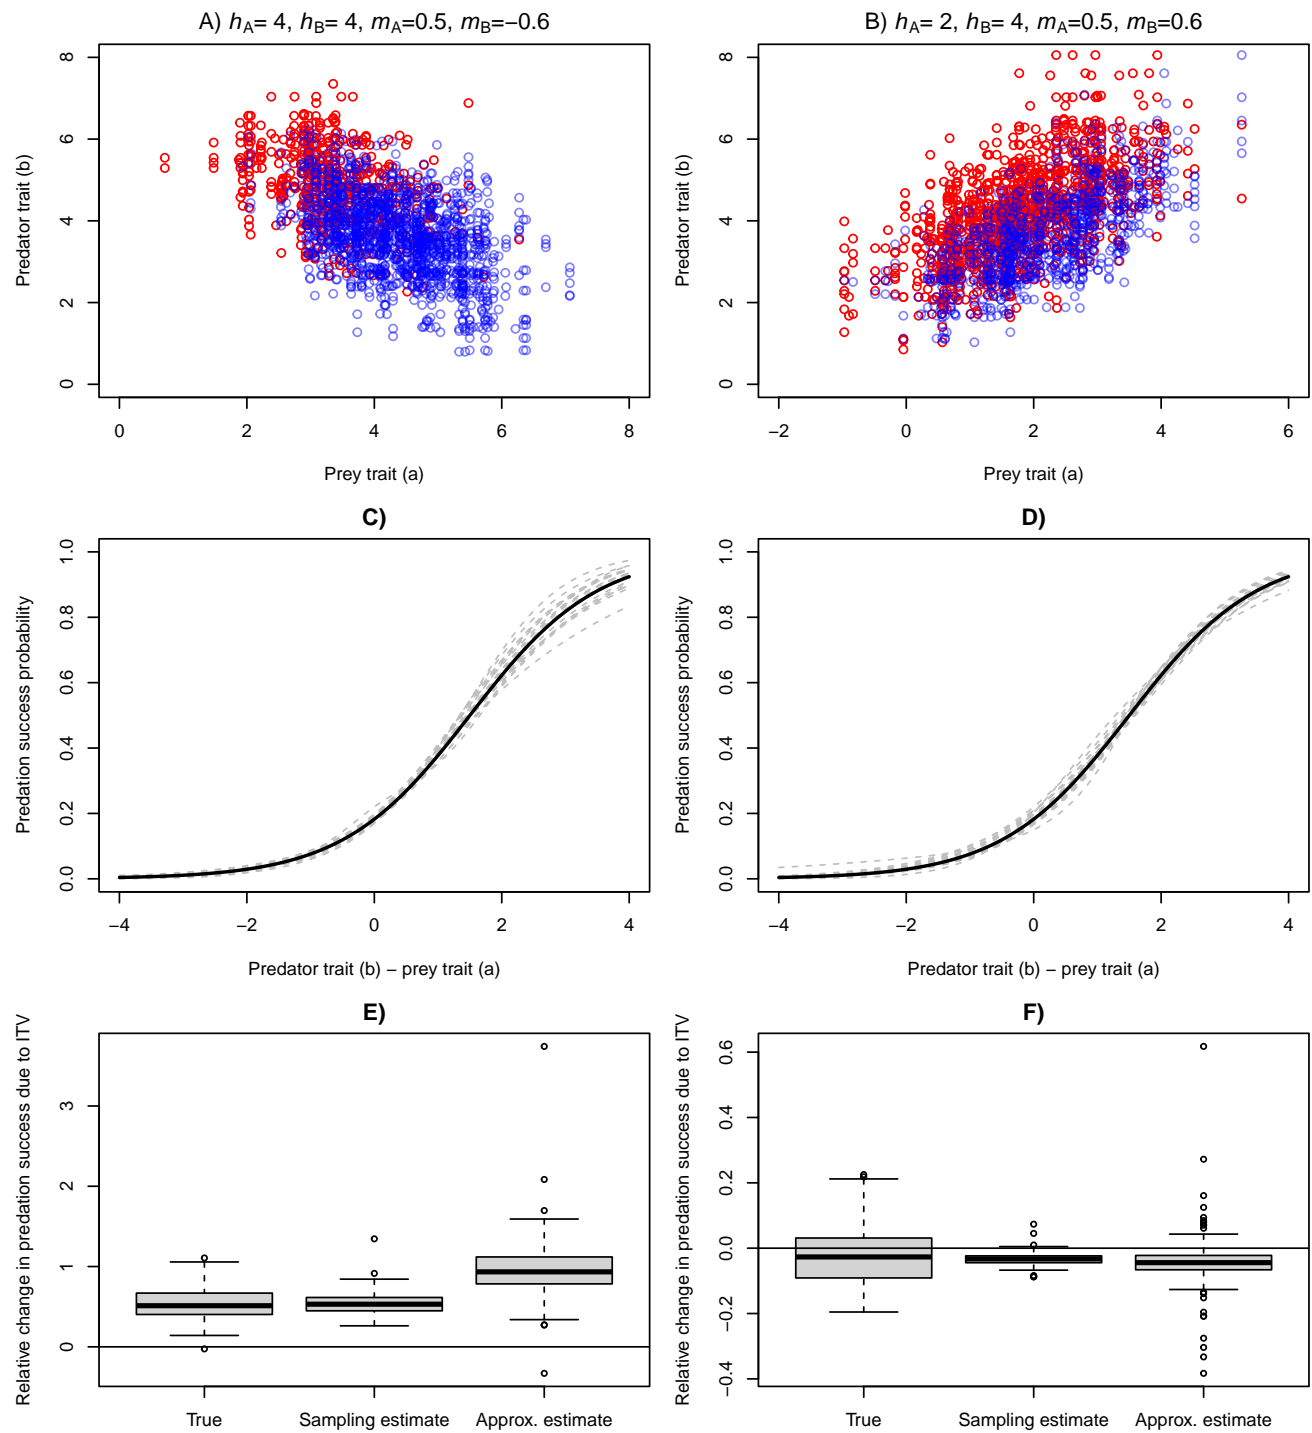 A) hA= 4, hB= 4, mA=0.5, mB=−0.6
B) hA= 2, hB= 4, mA=0.5, mB=0.6
Predator trait (b)
0 2 4 6 8
0 2 4 6 8
Prey trait (a)
Predator trait (b)
0 2 4 6 8
−2 0 2 4 6
Prey trait (a)
C)
Predation success probability
0.0 0.2 0.4 0.6 0.8 1.0
−4 −2 0 2 4
Predator trait (b) − prey trait (a)
D)
Predation success probability
0.0 0.2 0.4 0.6 0.8 1.0
−4 −2 0 2 4
Predator trait (b) − prey trait (a)
E)
Relative change in predation success due to ITV
0 1 2 3
True Sampling estimate Approx. estimate
F)
Relative change in predation success due to ITV
−0.4 −0.2 0.0 0.2 0.4 0.6
True Sampling estimate Approx. estimate